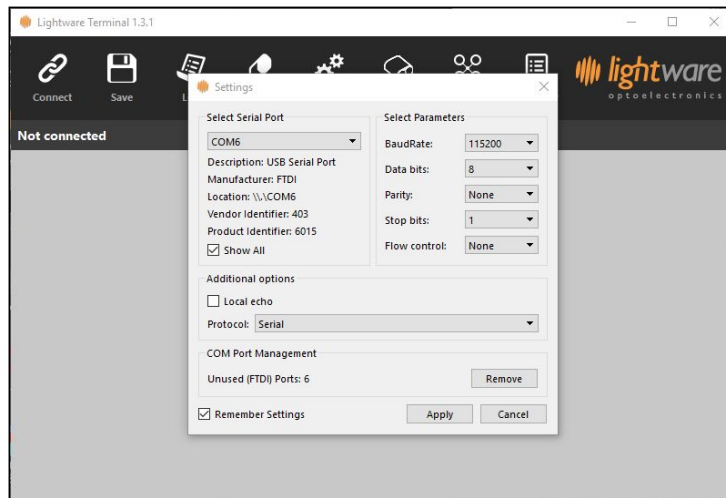 Lightware Terminal 1.3.1
Connect
Save
lightware
optoelectronics
Not connected
Settings
Select Serial Port
COM6
Description: USB Serial Port
Manufacturer: FTDI
Location: \\.\COM6
Vendor Identifier: 403
Product Identifier: 6015
Show All
Select Parameters
BaudRate: 115200
Data bits: 8
Parity: None
Stop bits: 1
Flow control: None
Additional options
Local echo
Protocol: Serial
COM Port Management
Unused (FTDI) Ports: 6
Remove
Remember Settings
Apply
Cancel